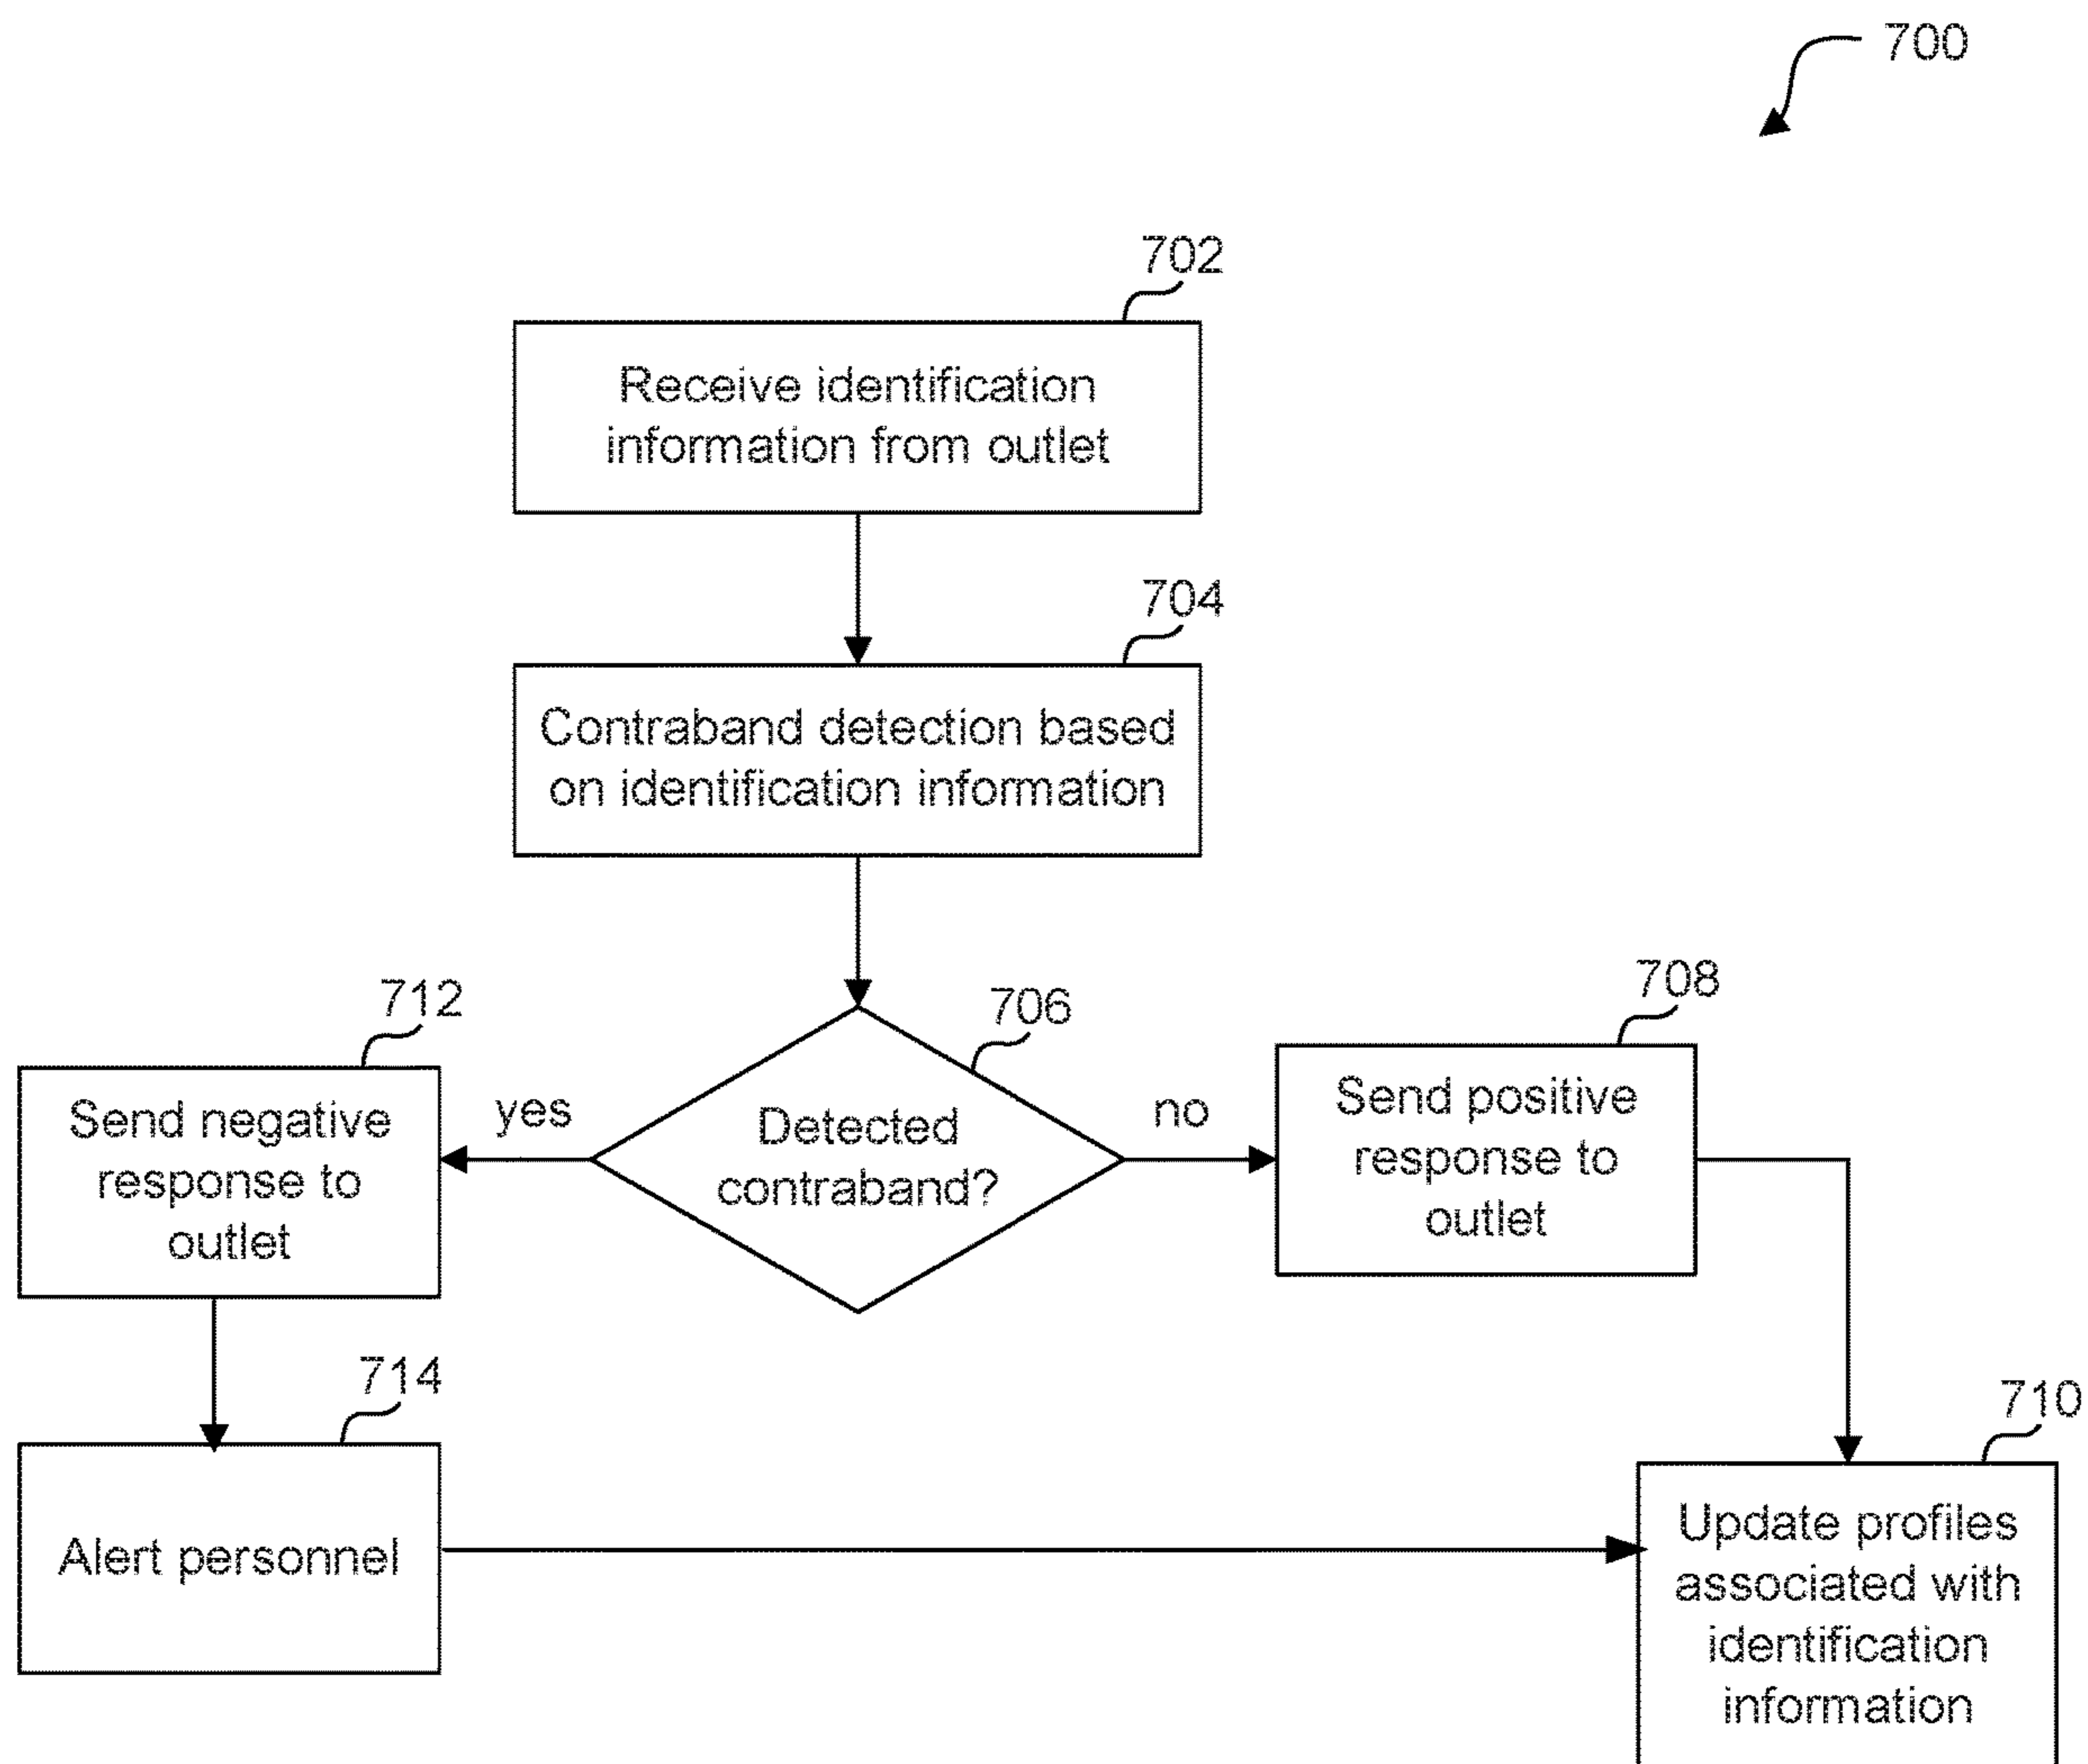 700
702
Receive identification
information from outlet
704
Contraband detection based
on identification information
706
Detected
contraband?
yes
no
712
Send negative
response to
outlet
708
Send positive
response to
outlet
714
Alert personnel
710
Update profiles
associated with
identification
information